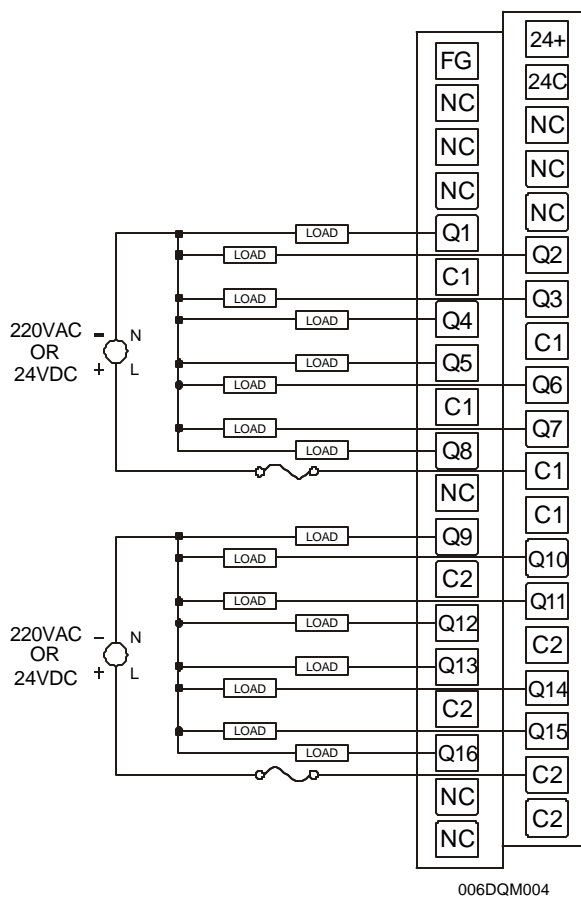 24+
FG
24C
NC
NC
NC
NC
NC
NC
Q1
LOAD
Q2
LOAD
C1
Q3
LOAD
Q4
LOAD
C1
220VAC
OR
24VDC
-
+
N
L
Q5
LOAD
Q6
LOAD
C1
Q7
LOAD
Q8
LOAD
C1
NC
C1
Q9
LOAD
Q10
LOAD
C2
Q11
LOAD
Q12
LOAD
C2
220VAC
OR
24VDC
-
+
N
L
Q13
LOAD
Q14
LOAD
C2
Q15
LOAD
Q16
LOAD
C2
NC
C2
NC
006DQM004